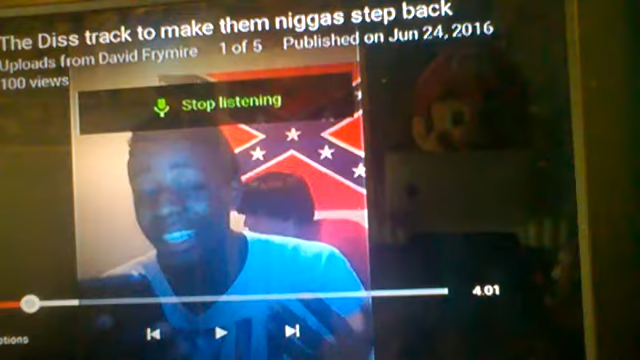 The Diss track to make them niggas step back
Uploads from David Frymire 1 of 5 Published on Jun 24, 2016
100 views
Stop listening
4:01